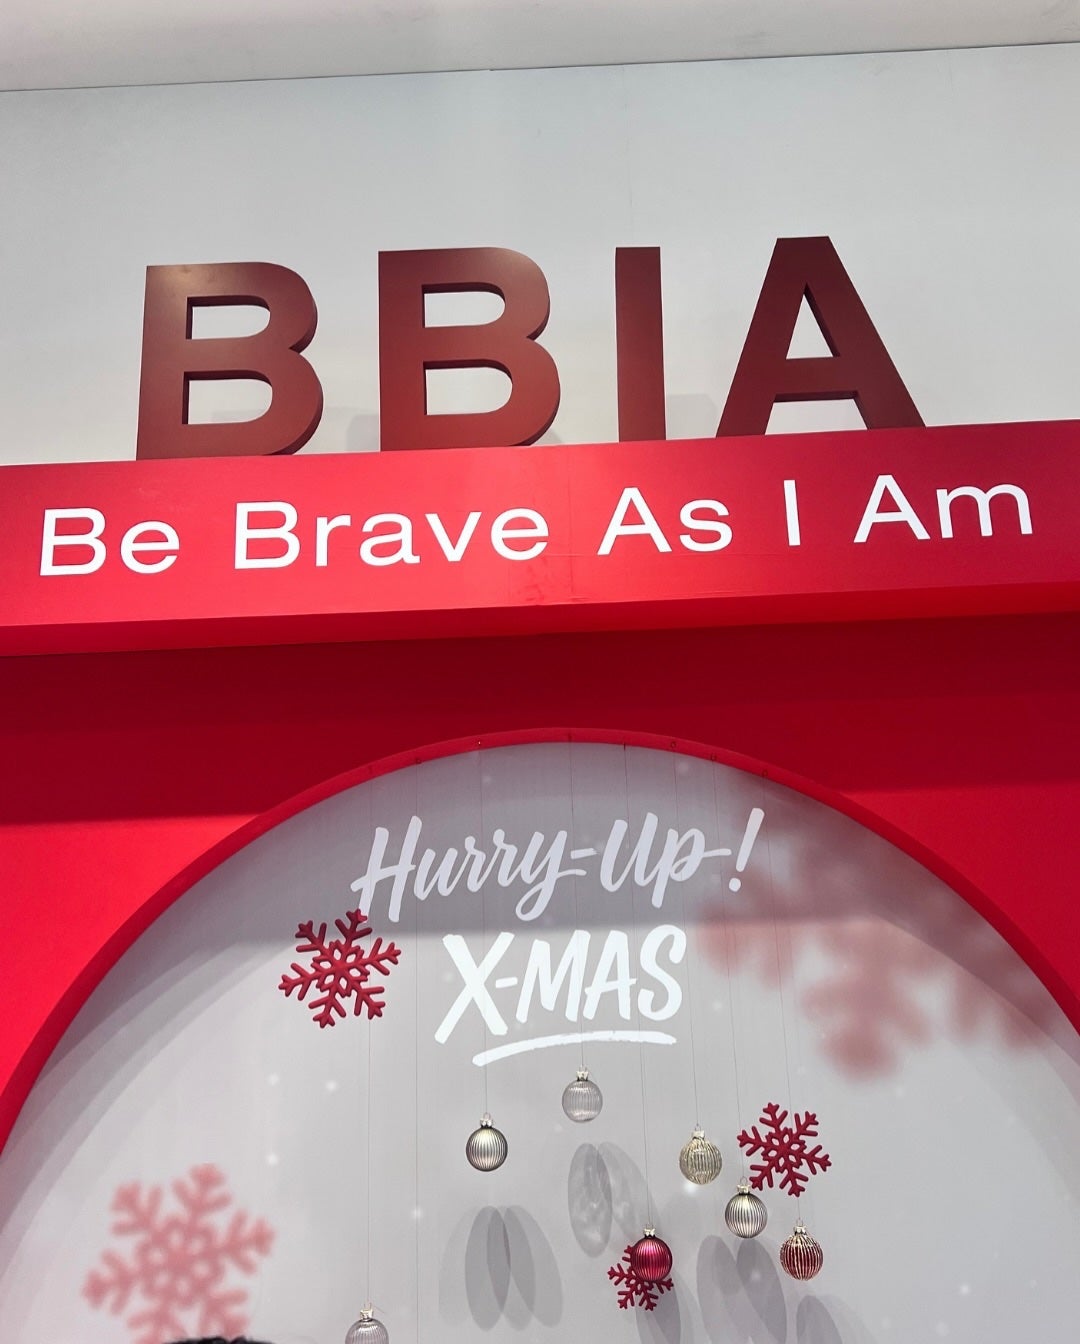 BBIA
Be Brave As I Am
Hurry-Up!
X-MAS